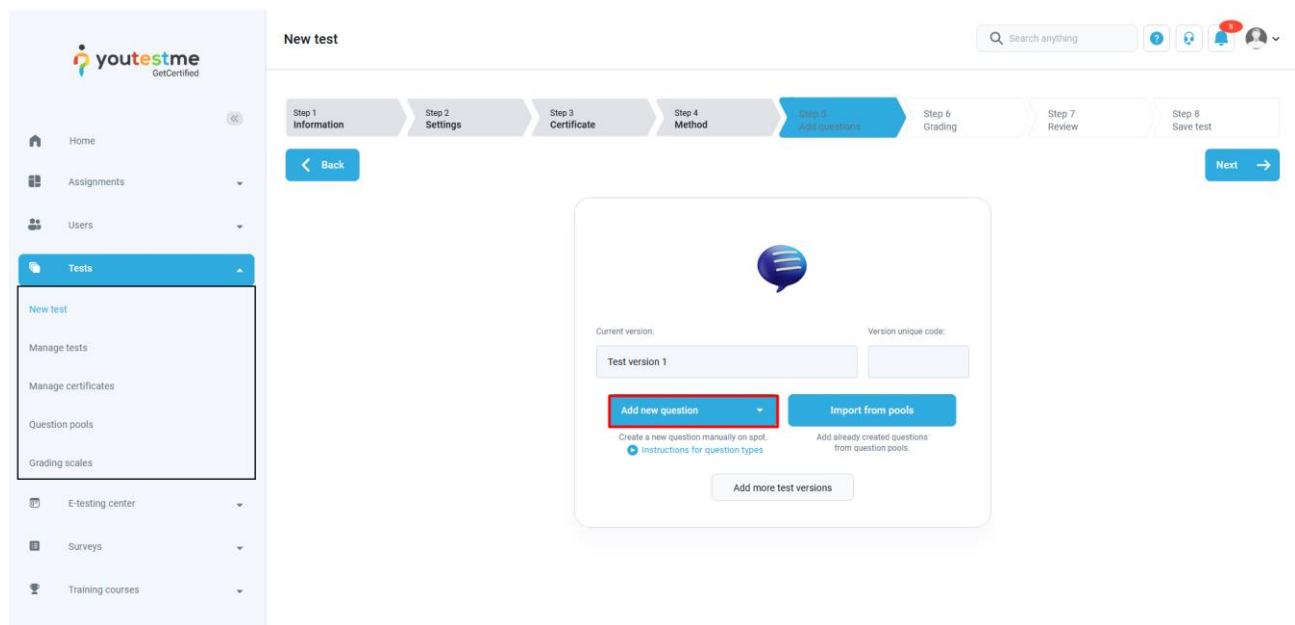 youtestme
GetCertified
New test
Search anything
5
Home
Assignments
Users
Tests
New test
Manage tests
Manage certificates
Question pools
Grading scales
E-testing center
Surveys
Training courses
Step 1
Information
Step 2
Settings
Step 3
Certificate
Step 4
Method
Step 5
Add questions
Step 6
Grading
Step 7
Review
Step 8
Save test
Back
Next
Current version:
Version unique code:
Test version 1
Add new question
Import from pools
Create a new question manually on spot.
Instructions for question types
Add already created questions
from question pools.
Add more test versions